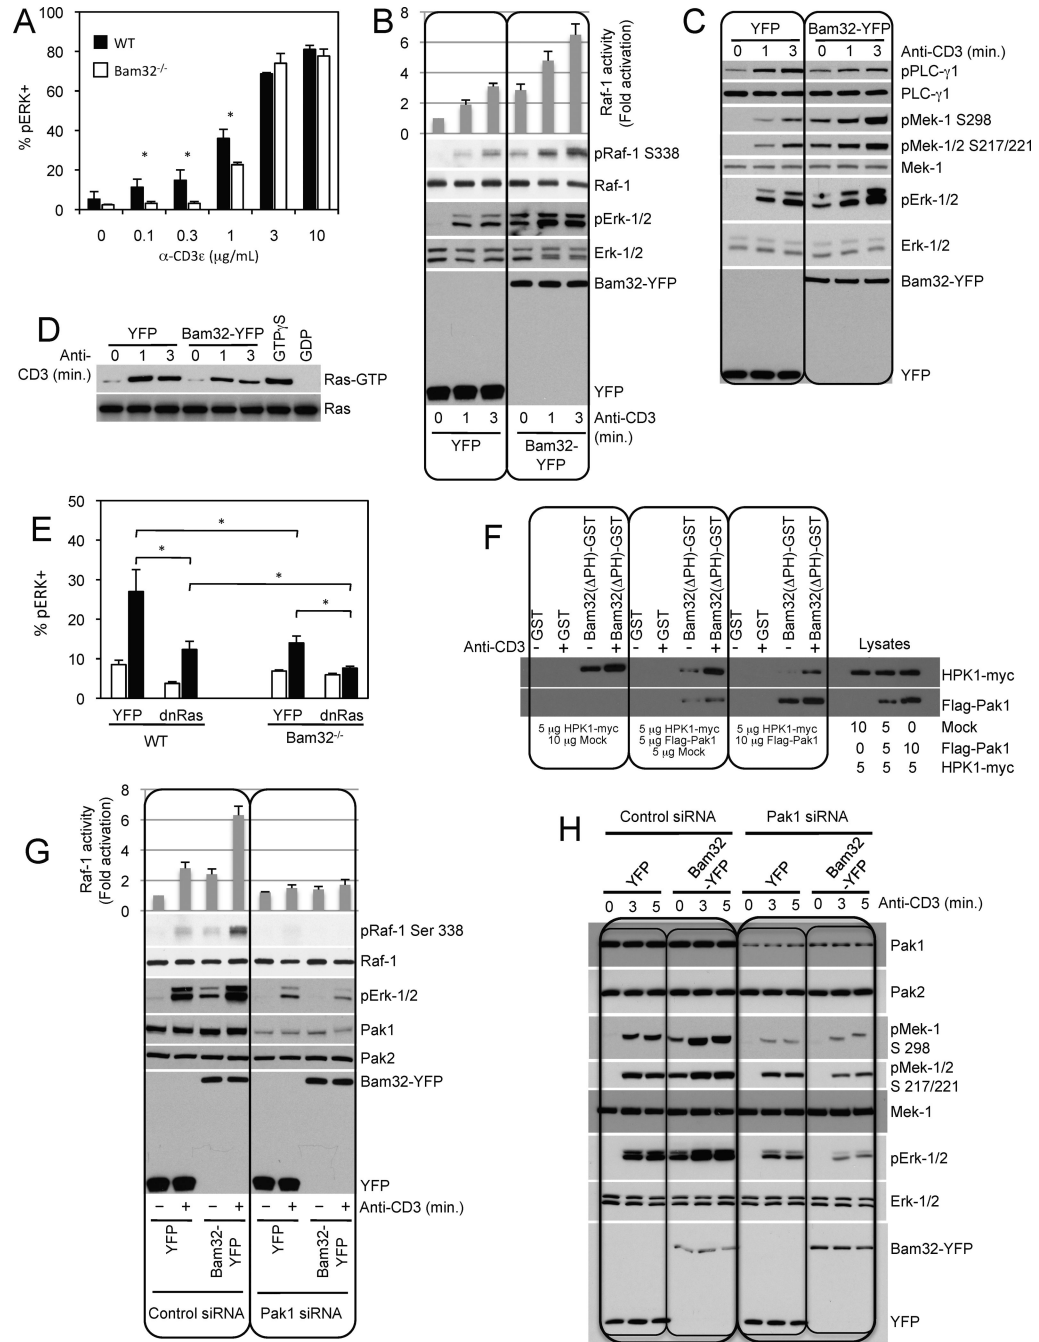 A
% pERK+
100
80
60
40
20
0
WT
Bam32-/-
*
*
*
0 0.1 0.3 1 3 10
α-CD3ε (μg/mL)
B
8
6
4
2
0
Raf-1 activity
(Fold activation)
pRaf-1 S338
Raf-1
pErk-1/2
Erk-1/2
Bam32-YFP
YFP
0 1 3 0 1 3 Anti-CD3
(min.)
YFP Bam32-
YFP
C
YFP Bam32-YFP
0 1 3 0 1 3 Anti-CD3 (min.)
pPLC-γ1
PLC-γ1
pMek-1 S298
pMek-1/2 S217/221
Mek-1
pErk-1/2
Erk-1/2
Bam32-YFP
YFP
D
YFP Bam32-YFP GTPγS GDP
Anti-
CD3 (min.)
0 1 3 0 1 3
Ras-GTP
Ras
E
% pERK+
50
40
30
20
10
0
*
*
*
*
YFP dnRas YFP dnRas
WT Bam32-/-
F
GST GST Bam32(ΔPH)-GST Bam32(ΔPH)-GST GST GST Bam32(ΔPH)-GST Bam32(ΔPH)-GST GST GST Bam32(ΔPH)-GST Bam32(ΔPH)-GST
Anti-CD3 - + - + - + - + - + - +
Lysates
HPK1-myc
Flag-Pak1
5 μg HPK1-myc
10 μg Mock
5 μg HPK1-myc
5 μg Flag-Pak1
5 μg Mock
5 μg HPK1-myc
10 μg Flag-Pak1
10 5 0 Mock
0 5 10 Flag-Pak1
5 5 5 HPK1-myc
G
Raf-1 activity
(Fold activation)
8
6
4
2
0
pRaf-1 Ser 338
Raf-1
pErk-1/2
Pak1
Pak2
Bam32-YFP
YFP
− + − + − + − + Anti-CD3 (min.)
YFP Bam32-
YFP YFP Bam32-
YFP
Control siRNA Pak1 siRNA
H
Control siRNA Pak1 siRNA
YFP Bam32
-YFP YFP Bam32
-YFP
0 3 5 0 3 5 0 3 5 0 3 5 Anti-CD3 (min.)
Pak1
Pak2
pMek-1
S 298
pMek-1/2
S 217/221
Mek-1
pErk-1/2
Erk-1/2
Bam32-YFP
YFP